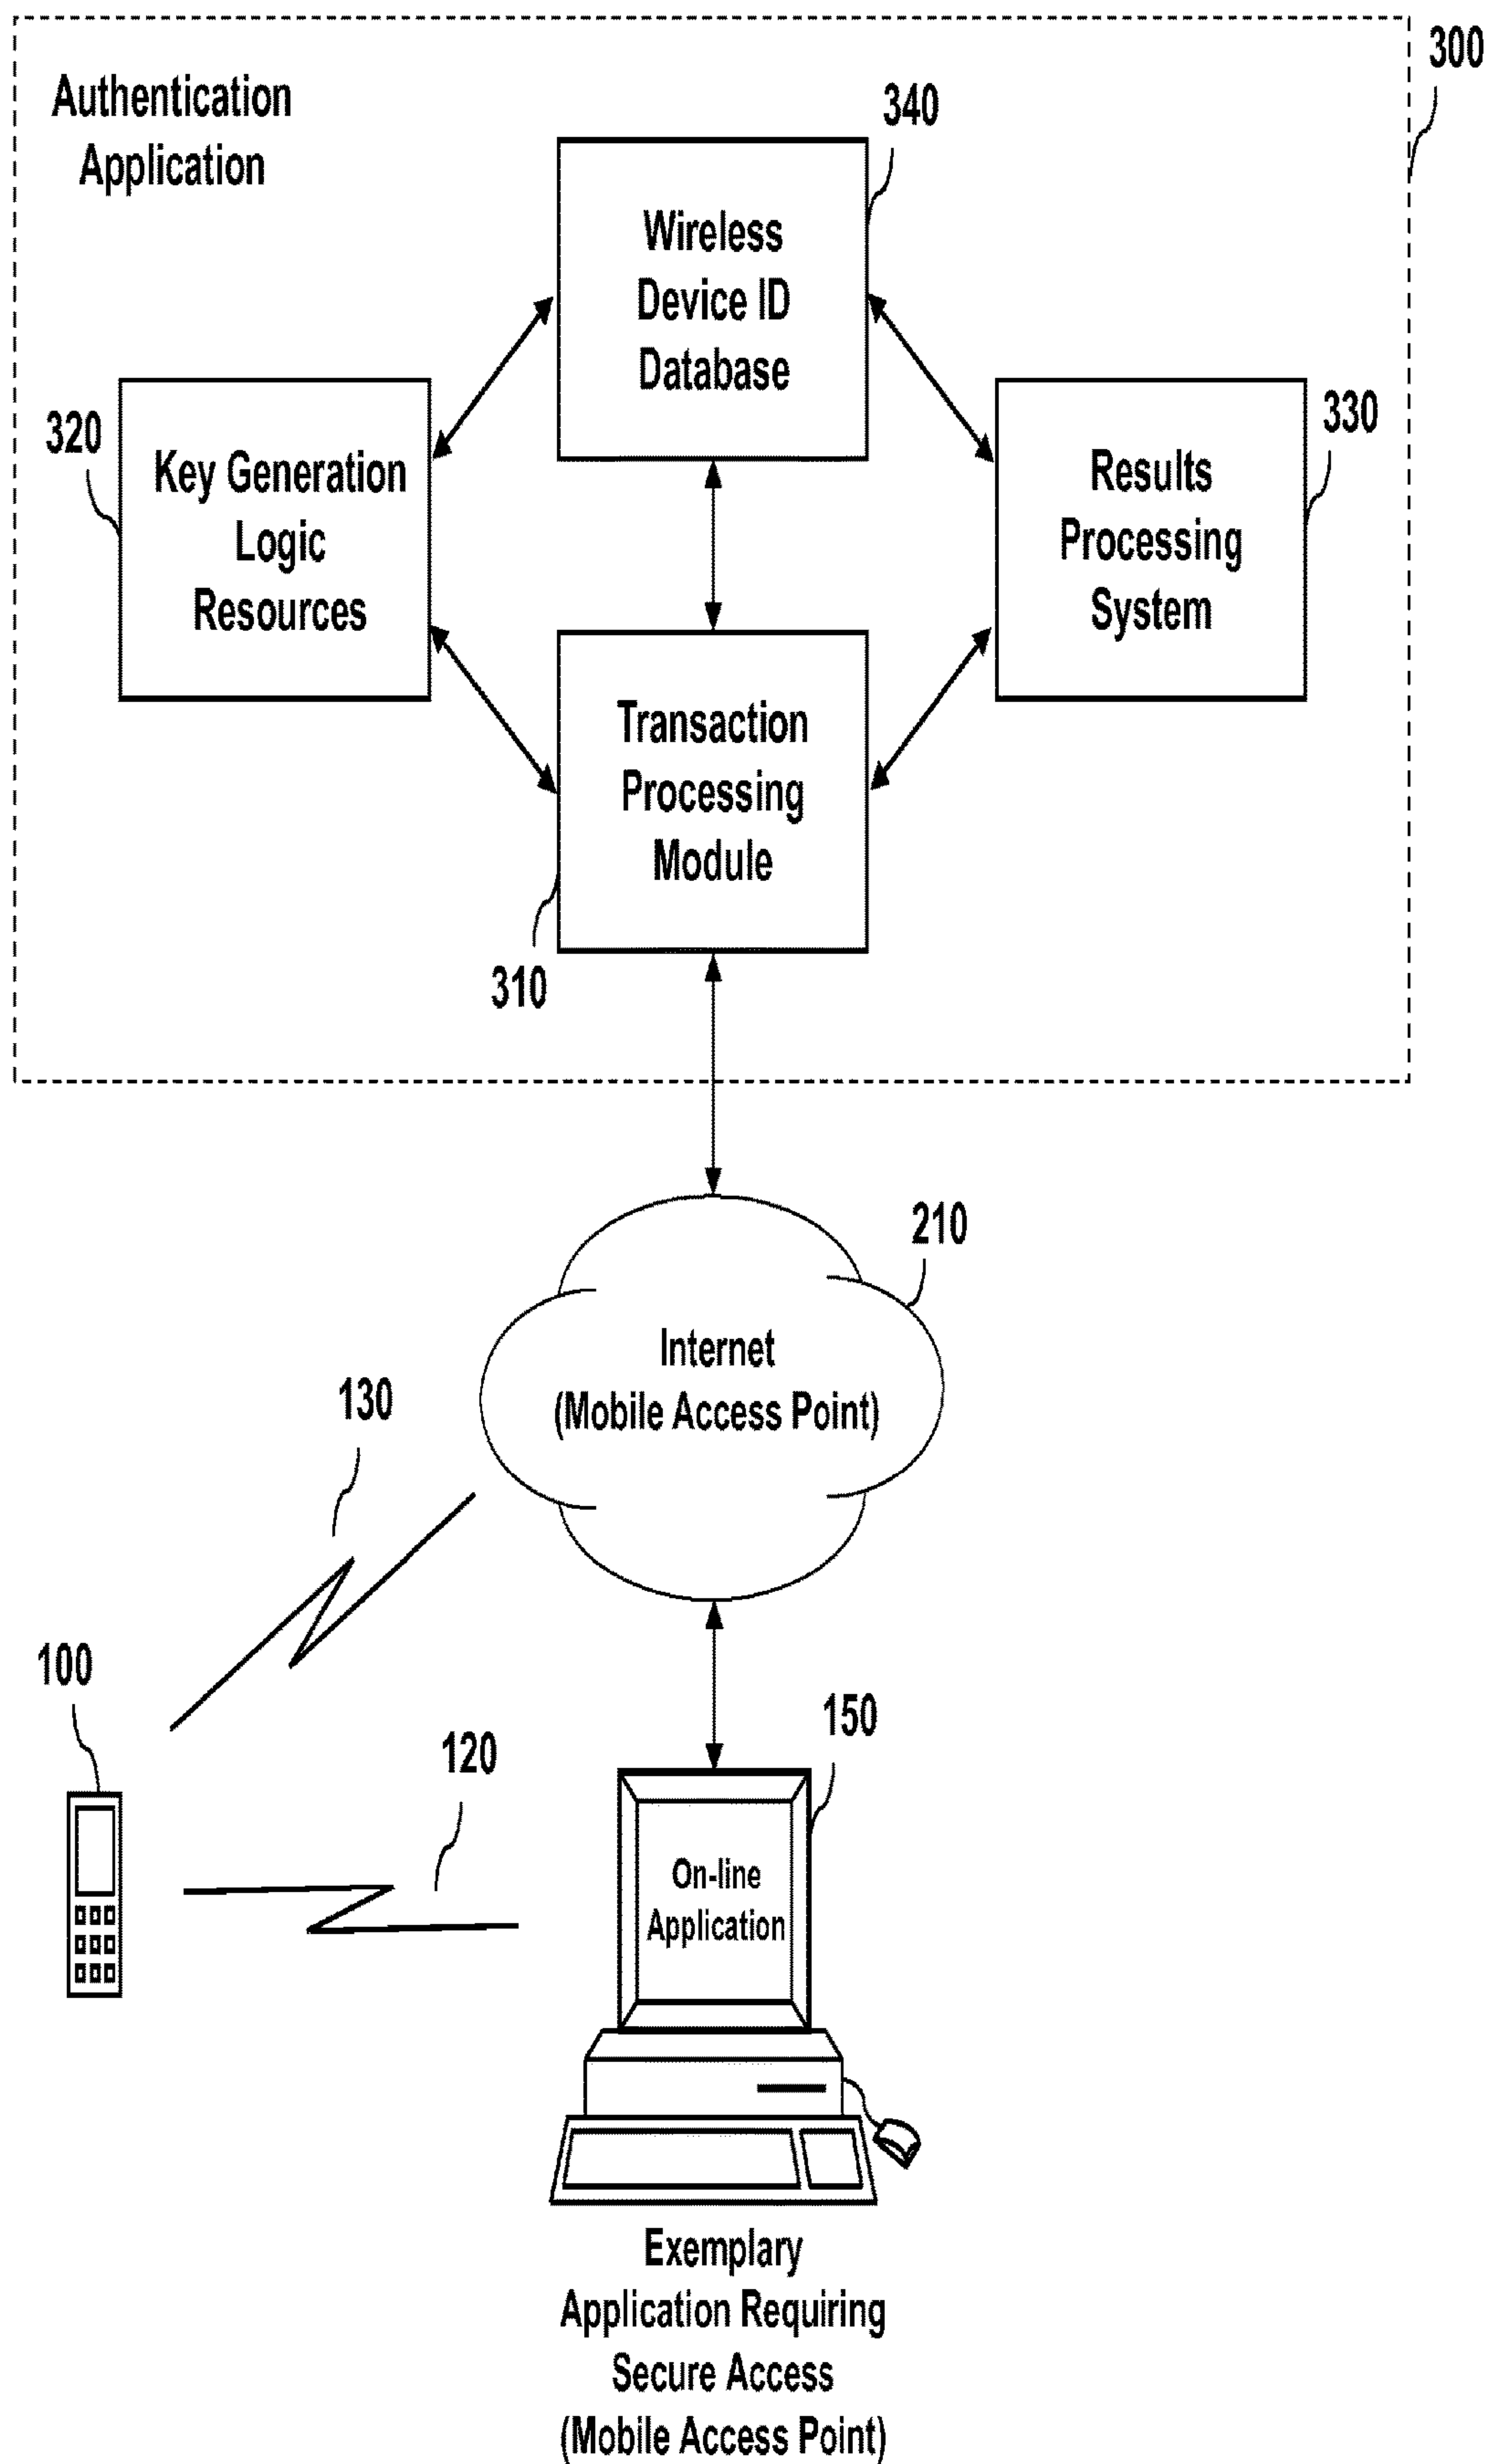 300
Authentication
Application
340
Wireless
Device ID
Database
320
Key Generation
Logic
Resources
330
Results
Processing
System
Transaction
Processing
Module
310
210
Internet
(Mobile Access Point)
130
100
120
150
On-line
Application
Exemplary
Application Requiring
Secure Access
(Mobile Access Point)